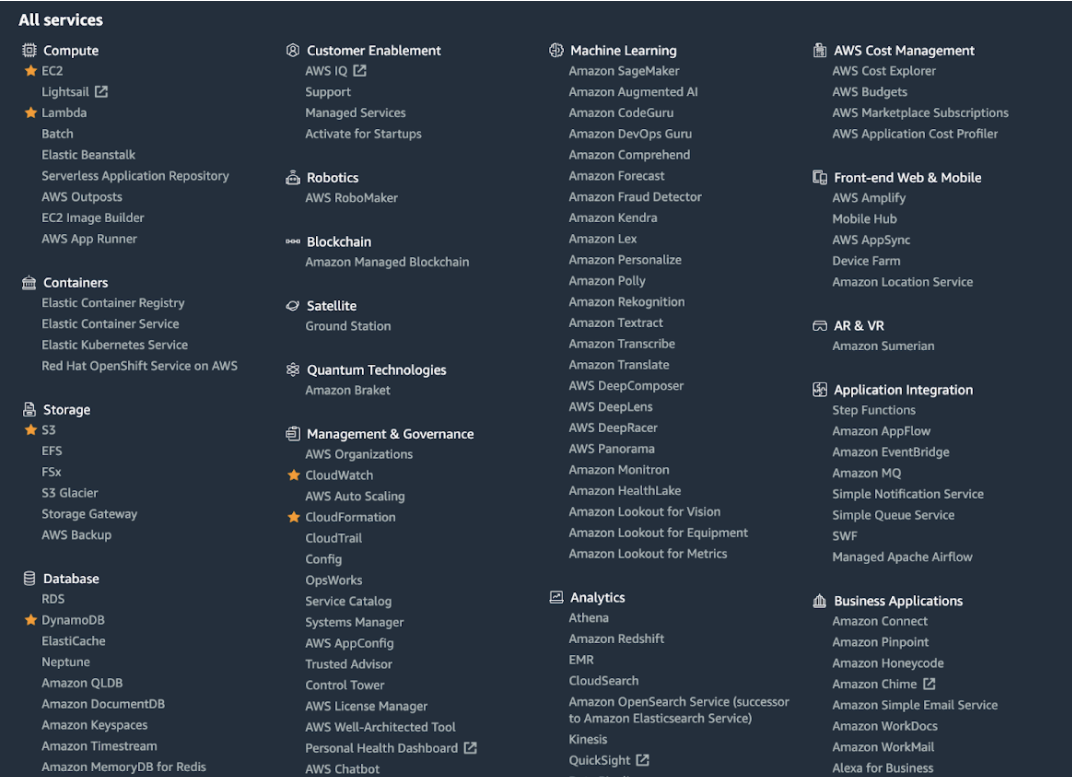 All services
Compute
EC2
Lightsail
Lambda
Batch
Elastic Beanstalk
Serverless Application Repository
AWS Outposts
EC2 Image Builder
AWS App Runner
Containers
Elastic Container Registry
Elastic Container Service
Elastic Kubernetes Service
Red Hat OpenShift Service on AWS
Storage
S3
EFS
FSx
S3 Glacier
Storage Gateway
AWS Backup
Database
RDS
DynamoDB
ElastiCache
Neptune
Amazon QLDB
Amazon DocumentDB
Amazon Keyspaces
Amazon Timestream
Amazon MemoryDB for Redis
Customer Enablement
AWS IQ
Support
Managed Services
Activate for Startups
Robotics
AWS RoboMaker
Blockchain
Amazon Managed Blockchain
Satellite
Ground Station
Quantum Technologies
Amazon Braket
Management & Governance
AWS Organizations
CloudWatch
AWS Auto Scaling
CloudFormation
CloudTrail
Config
OpsWorks
Service Catalog
Systems Manager
AWS AppConfig
Trusted Advisor
Control Tower
AWS License Manager
AWS Well-Architected Tool
Personal Health Dashboard
AWS Chatbot
Machine Learning
Amazon SageMaker
Amazon Augmented AI
Amazon CodeGuru
Amazon DevOps Guru
Amazon Comprehend
Amazon Forecast
Amazon Fraud Detector
Amazon Kendra
Amazon Lex
Amazon Personalize
Amazon Polly
Amazon Rekognition
Amazon Textract
Amazon Transcribe
Amazon Translate
AWS DeepComposer
AWS DeepLens
AWS DeepRacer
AWS Panorama
Amazon Monitron
Amazon HealthLake
Amazon Lookout for Vision
Amazon Lookout for Equipment
Amazon Lookout for Metrics
Analytics
Athena
Amazon Redshift
EMR
CloudSearch
Amazon OpenSearch Service (successor
to Amazon Elasticsearch Service)
Kinesis
QuickSight
AWS Cost Management
AWS Cost Explorer
AWS Budgets
AWS Marketplace Subscriptions
AWS Application Cost Profiler
Front-end Web & Mobile
AWS Amplify
Mobile Hub
AWS AppSync
Device Farm
Amazon Location Service
AR & VR
Amazon Sumerian
Application Integration
Step Functions
Amazon AppFlow
Amazon EventBridge
Amazon MQ
Simple Notification Service
Simple Queue Service
SWF
Managed Apache Airflow
Business Applications
Amazon Connect
Amazon Pinpoint
Amazon Honeycode
Amazon Chime
Amazon Simple Email Service
Amazon WorkDocs
Amazon WorkMail
Alexa for Business